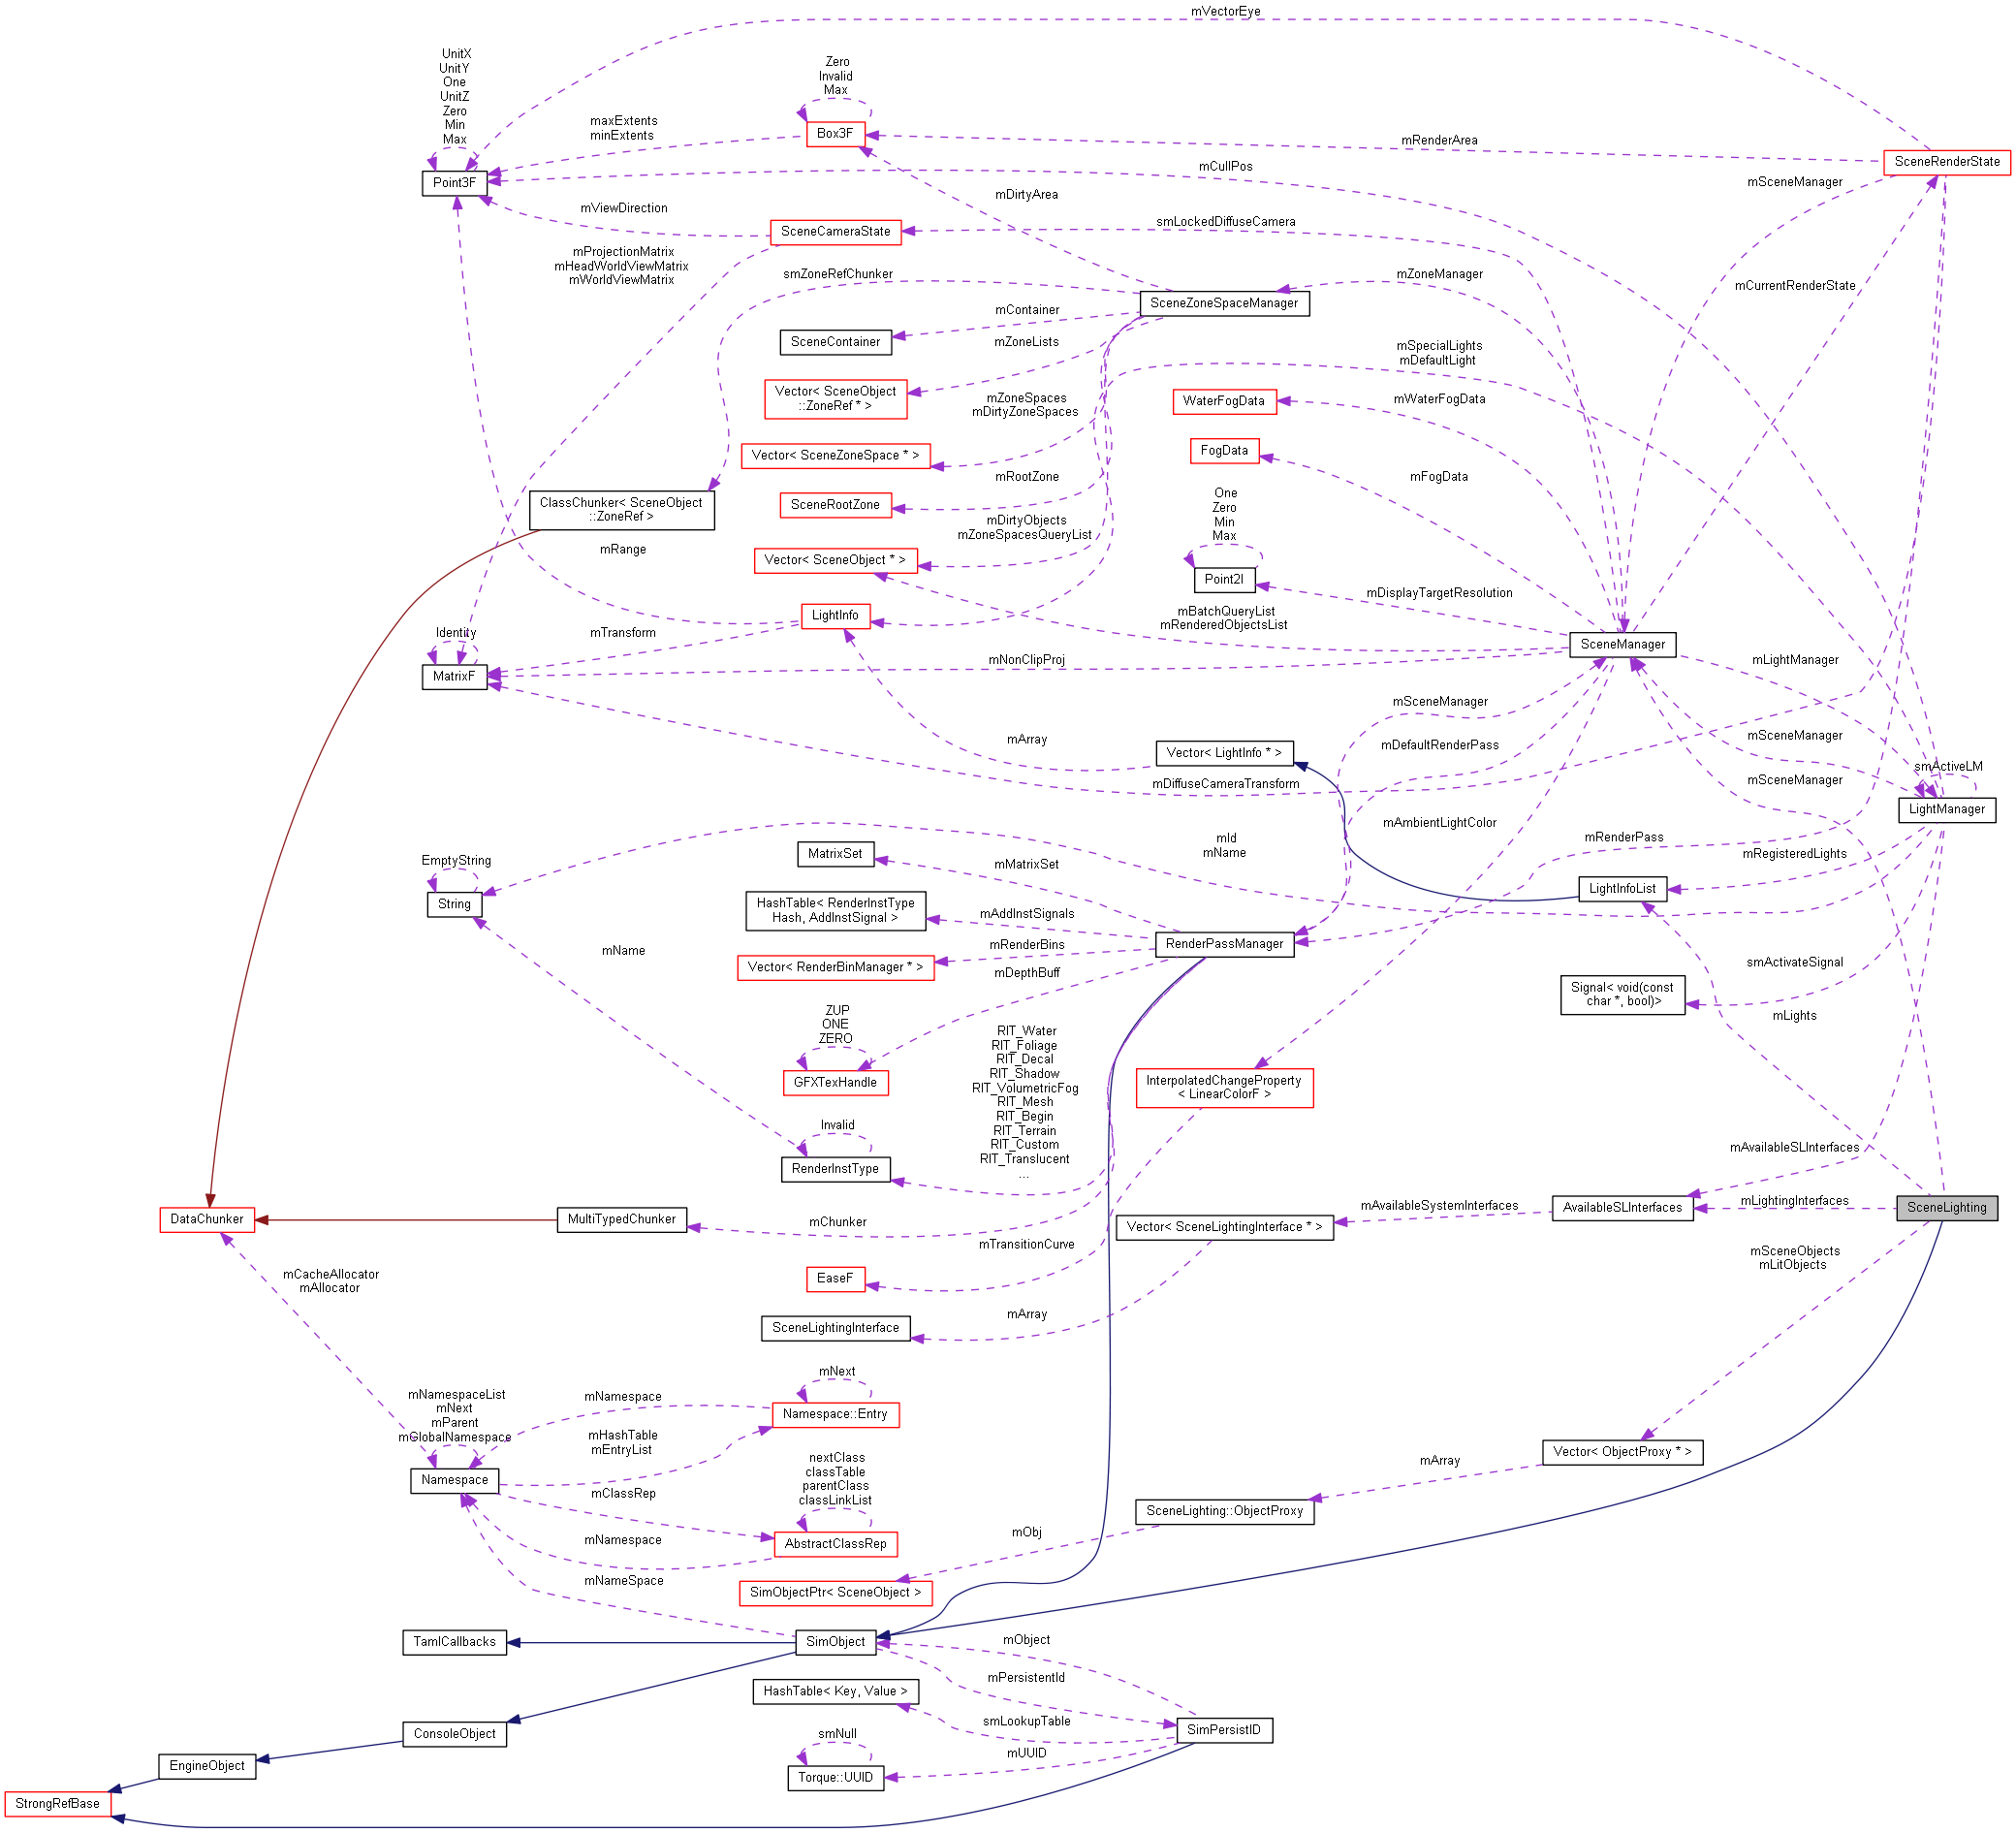 mVectorEye
UnitX
UnitY
One
UnitZ
Zero
Min
Max
Zero
Invalid
Max
maxExtents
minExtents
Box3F
mRenderArea
SceneRenderState
Point3F
mCullPos
mSceneManager
mDirtyArea
mViewDirection
SceneCameraState
smLockedDiffuseCamera
mProjectionMatrix
mHeadWorldViewMatrix
mWorldViewMatrix
smZoneRefChunker
mZoneManager
mCurrentRenderState
SceneZoneSpaceManager
mContainer
SceneContainer
mZoneLists
mSpecialLights
mDefaultLight
Vector< SceneObject
::ZoneRef * >
mZoneSpaces
mDirtyZoneSpaces
WaterFogData
mWaterFogData
Vector< SceneZoneSpace * >
FogData
mFogData
mRootZone
SceneRootZone
ClassChunker< SceneObject
::ZoneRef >
One
Zero
Min
Max
mDirtyObjects
mZoneSpacesQueryList
mRange
Vector< SceneObject * >
Point2I
mDisplayTargetResolution
LightInfo
mBatchQueryList
mRenderedObjectsList
Identity
mTransform
SceneManager
mNonClipProj
MatrixF
mLightManager
mSceneManager
mArray
Vector< LightInfo * >
mDefaultRenderPass
mSceneManager
smActiveLM
mDiffuseCameraTransform
mSceneManager
LightManager
mAmbientLightColor
mId
mName
mRenderPass
MatrixSet
mMatrixSet
mRegisteredLights
EmptyString
LightInfoList
String
HashTable< RenderInstType
Hash, AddInstSignal >
mAddInstSignals
RenderPassManager
mRenderBins
mName
Vector< RenderBinManager * >
mDepthBuff
smActivateSignal
Signal< void(const
char *, bool)>
ZUP
ONE
ZERO
mLights
RIT_Water
RIT_Foliage
RIT_Decal
RIT_Shadow
RIT_VolumetricFog
RIT_Mesh
RIT_Begin
RIT_Terrain
RIT_Custom
RIT_Translucent
...
GFXTexHandle
InterpolatedChangeProperty
< LinearColorF >
Invalid
RenderInstType
mAvailableSLInterfaces
mLightingInterfaces
SceneLighting
AvailableSLInterfaces
mAvailableSystemInterfaces
DataChunker
MultiTypedChunker
mChunker
Vector< SceneLightingInterface * >
mTransitionCurve
mSceneObjects
mLitObjects
mCacheAllocator
mAllocator
EaseF
mArray
SceneLightingInterface
mNext
mNamespaceList
mNext
mParent
mGlobalNamespace
mNamespace
Namespace::Entry
mHashTable
mEntryList
Vector< ObjectProxy * >
mArray
Namespace
nextClass
classTable
parentClass
classLinkList
mClassRep
SceneLighting::ObjectProxy
mNamespace
AbstractClassRep
mObj
mNameSpace
SimObjectPtr< SceneObject >
TamlCallbacks
SimObject
mObject
mPersistentId
HashTable< Key, Value >
smLookupTable
ConsoleObject
smNull
SimPersistID
mUUID
EngineObject
Torque::UUID
StrongRefBase